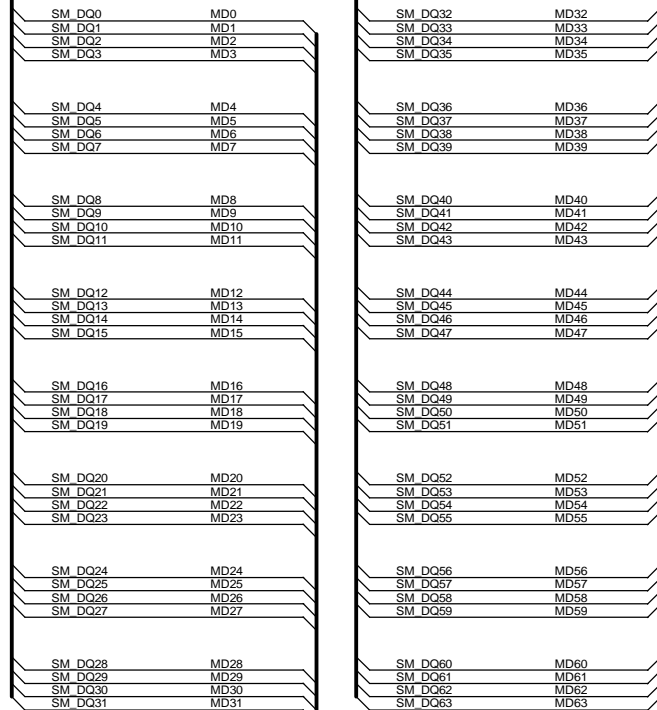 SM_DQ0 MD0
SM_DQ1 MD1
SM_DQ2 MD2
SM_DQ3 MD3
SM_DQ4 MD4
SM_DQ5 MD5
SM_DQ6 MD6
SM_DQ7 MD7
SM_DQ8 MD8
SM_DQ9 MD9
SM_DQ10 MD10
SM_DQ11 MD11
SM_DQ12 MD12
SM_DQ13 MD13
SM_DQ14 MD14
SM_DQ15 MD15
SM_DQ16 MD16
SM_DQ17 MD17
SM_DQ18 MD18
SM_DQ19 MD19
SM_DQ20 MD20
SM_DQ21 MD21
SM_DQ22 MD22
SM_DQ23 MD23
SM_DQ24 MD24
SM_DQ25 MD25
SM_DQ26 MD26
SM_DQ27 MD27
SM_DQ28 MD28
SM_DQ29 MD29
SM_DQ30 MD30
SM_DQ31 MD31
SM_DQ32 MD32
SM_DQ33 MD33
SM_DQ34 MD34
SM_DQ35 MD35
SM_DQ36 MD36
SM_DQ37 MD37
SM_DQ38 MD38
SM_DQ39 MD39
SM_DQ40 MD40
SM_DQ41 MD41
SM_DQ42 MD42
SM_DQ43 MD43
SM_DQ44 MD44
SM_DQ45 MD45
SM_DQ46 MD46
SM_DQ47 MD47
SM_DQ48 MD48
SM_DQ49 MD49
SM_DQ50 MD50
SM_DQ51 MD51
SM_DQ52 MD52
SM_DQ53 MD53
SM_DQ54 MD54
SM_DQ55 MD55
SM_DQ56 MD56
SM_DQ57 MD57
SM_DQ58 MD58
SM_DQ59 MD59
SM_DQ60 MD60
SM_DQ61 MD61
SM_DQ62 MD62
SM_DQ63 MD63